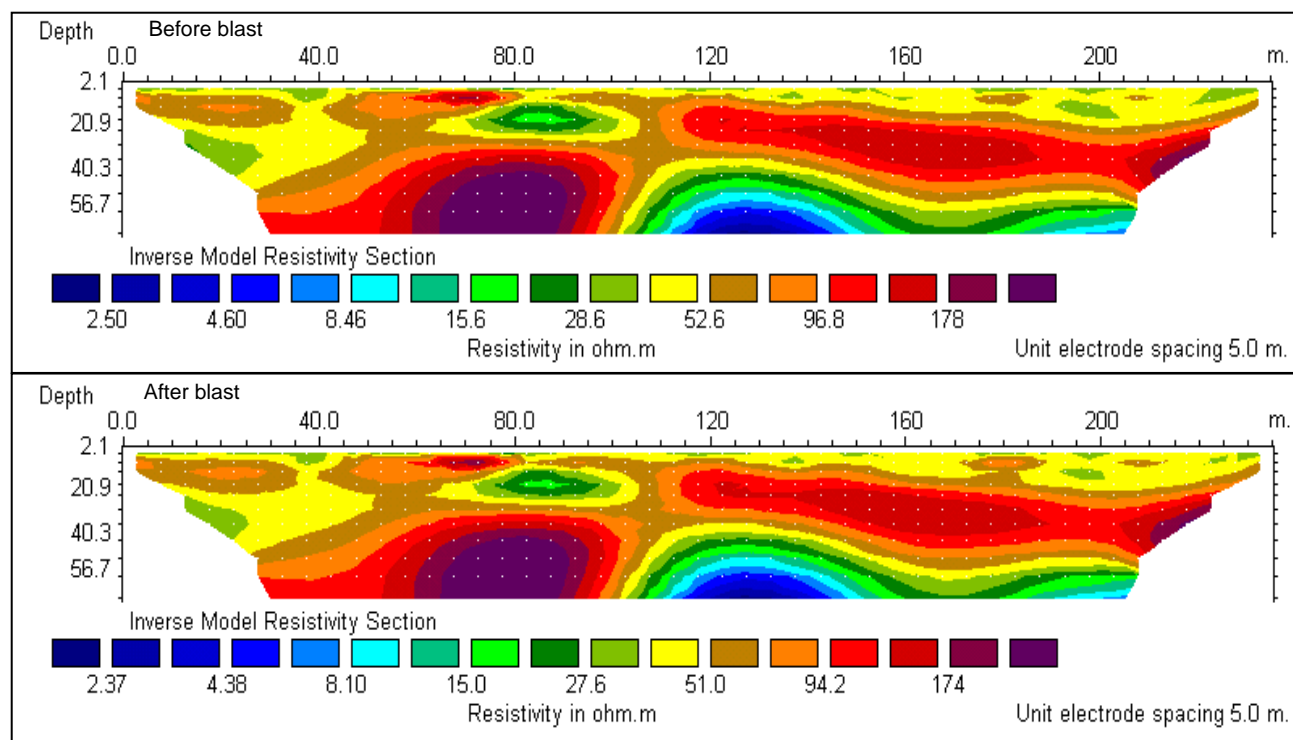 Depth Before blast
0.0 40.0 80.0 120 160 200 m.
2.1
20.9
40.3
56.7
Inverse Model Resistivity Section
2.50 4.60 8.46 15.6 28.6 52.6 96.8 178
Resistivity in ohm.m Unit electrode spacing 5.0 m.
Depth After blast
0.0 40.0 80.0 120 160 200 m.
2.1
20.9
40.3
56.7
Inverse Model Resistivity Section
2.37 4.38 8.10 15.0 27.6 51.0 94.2 174
Resistivity in ohm.m Unit electrode spacing 5.0 m.